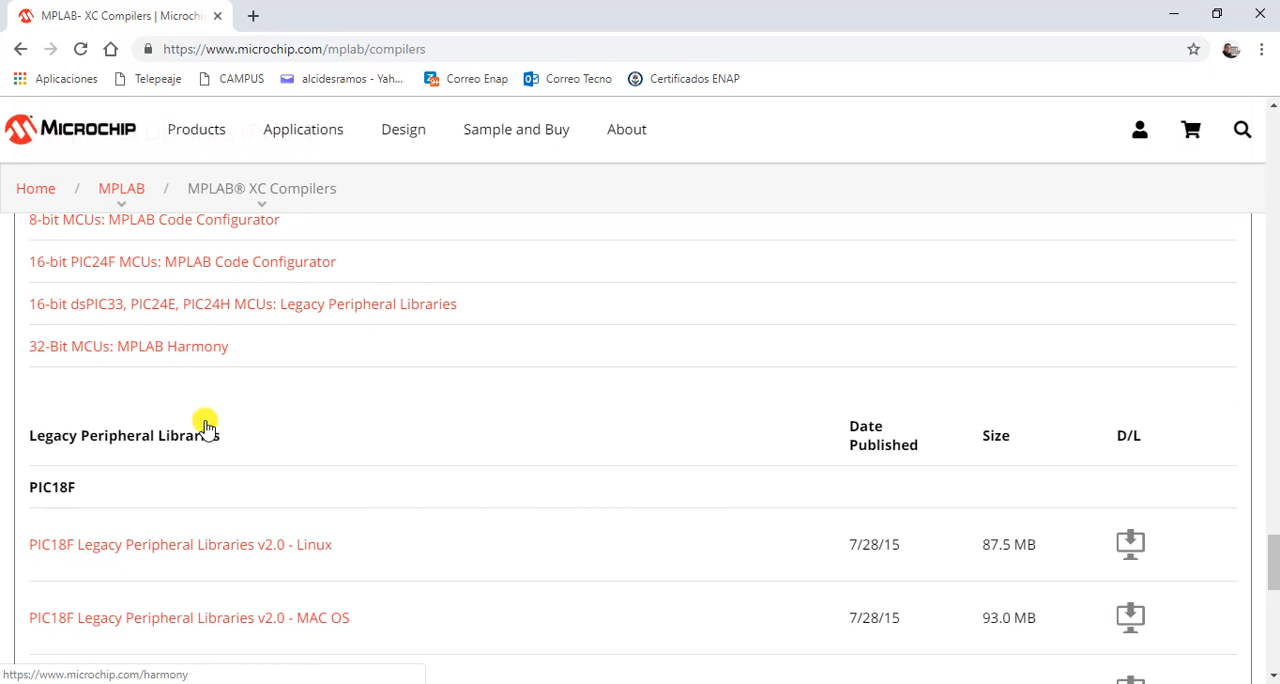 MPLAB- XC Compilers | Microchi
https://www.microchip.com/mplab/compilers
Aplicaciones
Telepeaje
CAMPUS
alcidesramos - Yah...
Correo Enap
Correo Tecno
Certificados ENAP
MICROCHIP
Products
Applications
Design
Sample and Buy
About
Home / MPLAB / MPLAB® XC Compilers
8-bit MCUs: MPLAB Code Configurator
16-bit PIC24F MCUs: MPLAB Code Configurator
16-bit dsPIC33, PIC24E, PIC24H MCUs: Legacy Peripheral Libraries
32-Bit MCUs: MPLAB Harmony
Legacy Peripheral Libraries
Date
Published
Size
D/L
PIC18F
PIC18F Legacy Peripheral Libraries v2.0 - Linux
7/28/15
87.5 MB
PIC18F Legacy Peripheral Libraries v2.0 - MAC OS
7/28/15
93.0 MB
https://www.microchip.com/harmony